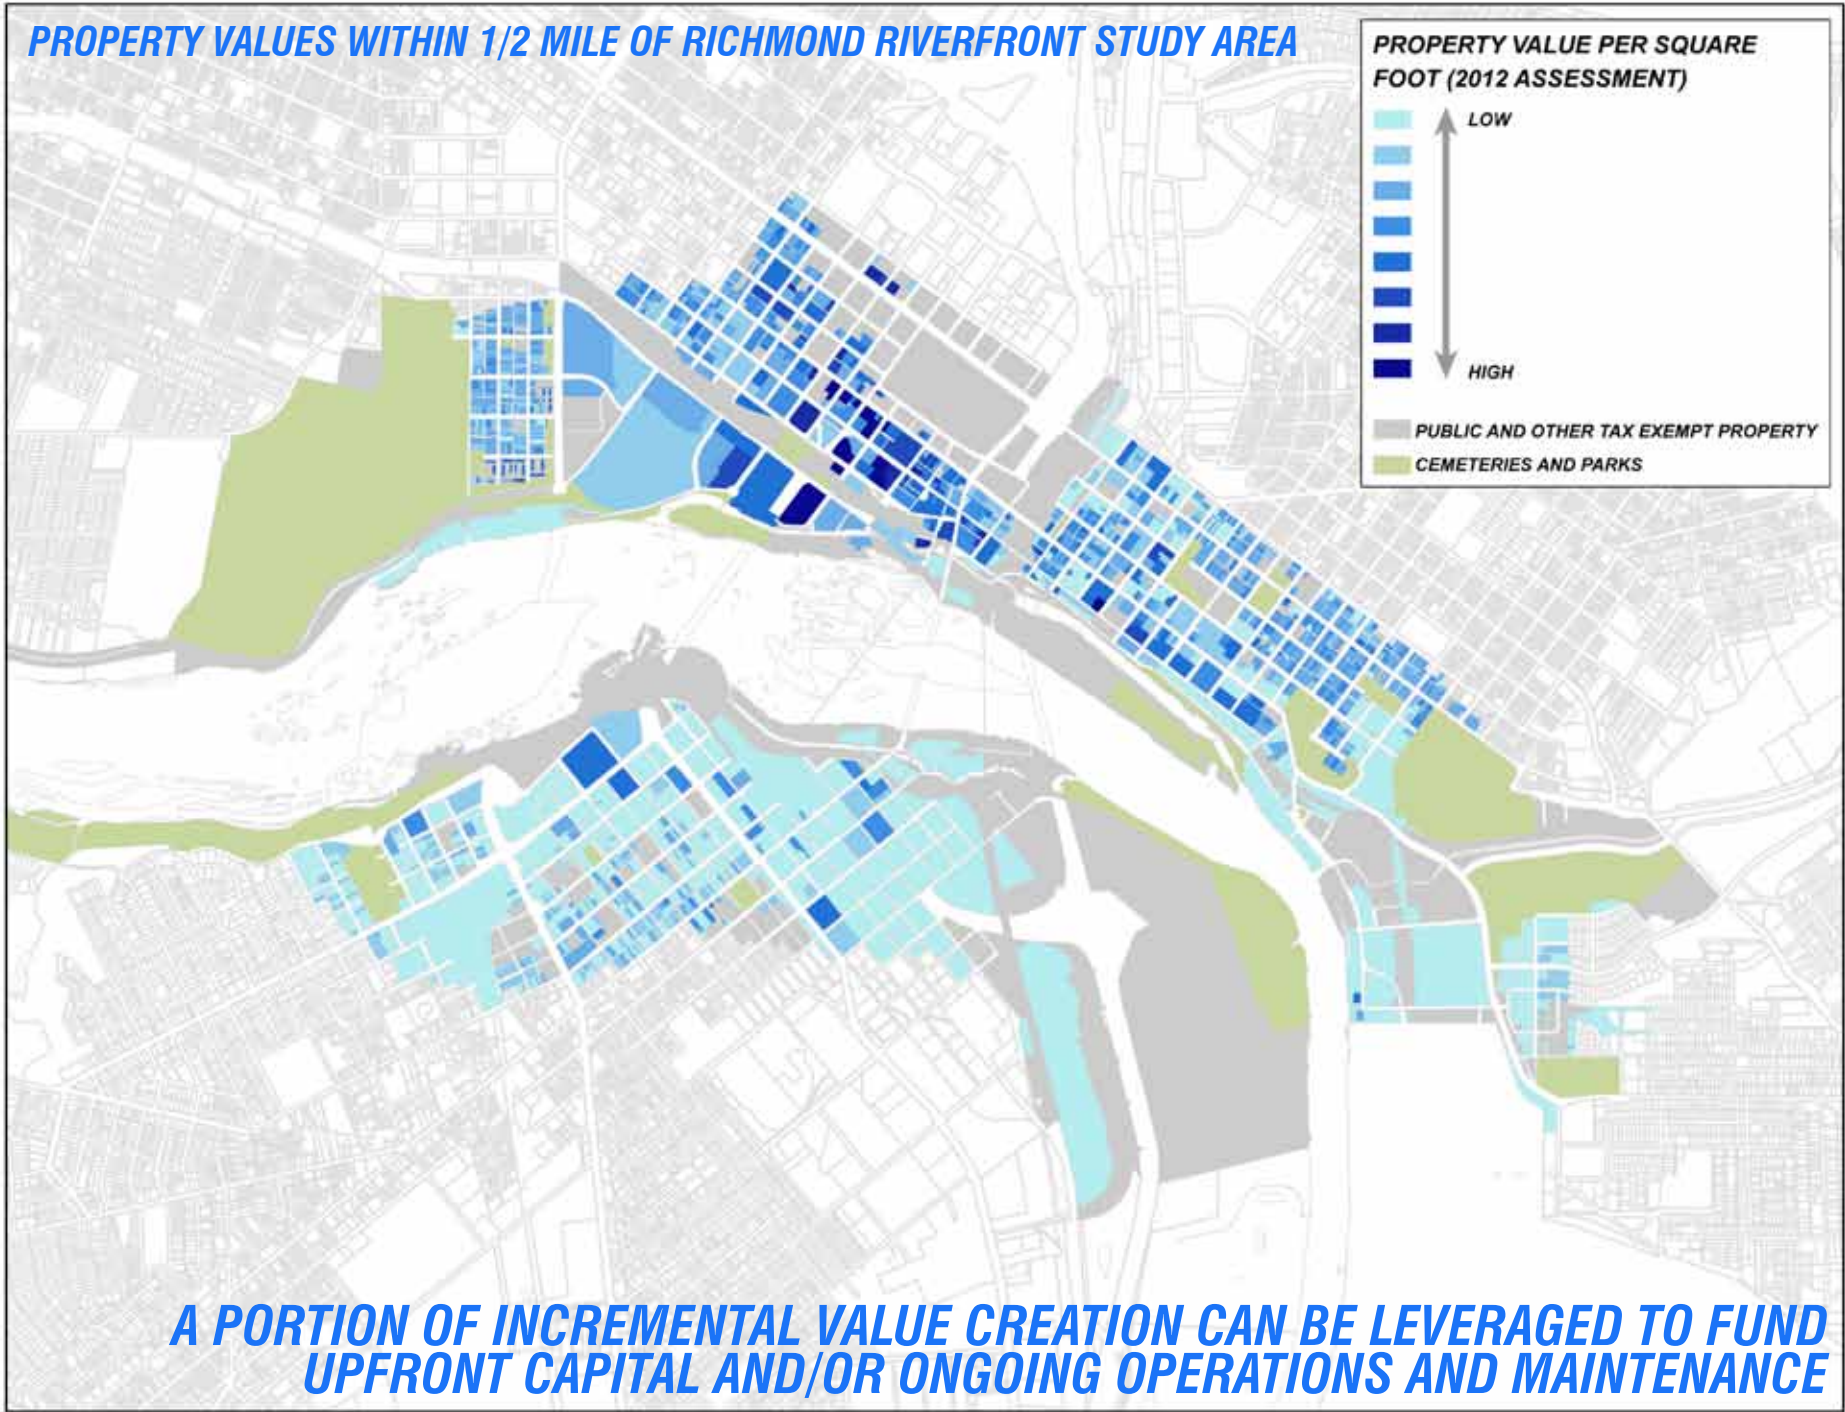 PROPERTY VALUES WITHIN 1/2 MILE OF RICHMOND RIVERFRONT STUDY AREA
PROPERTY VALUE PER SQUARE
FOOT (2012 ASSESSMENT)
LOW
HIGH
PUBLIC AND OTHER TAX EXEMPT PROPERTY
CEMETERIES AND PARKS
A PORTION OF INCREMENTAL VALUE CREATION CAN BE LEVERAGED TO FUND
UPFRONT CAPITAL AND/OR ONGOING OPERATIONS AND MAINTENANCE